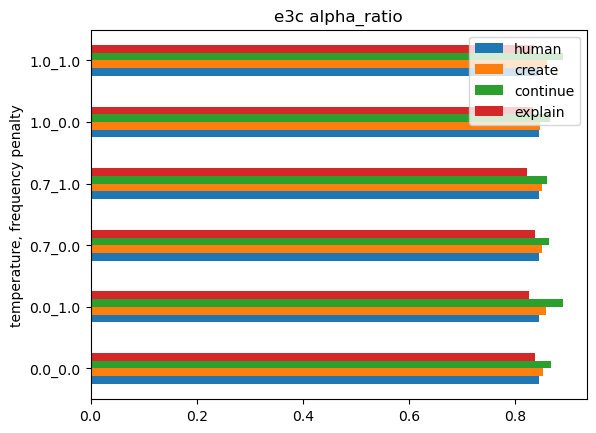 e3c alpha_ratio
human
create
continue
explain
temperature, frequency penalty
1.0_1.0
1.0_0.0
0.7_1.0
0.7_0.0
0.0_1.0
0.0_0.0
0.0 0.2 0.4 0.6 0.8